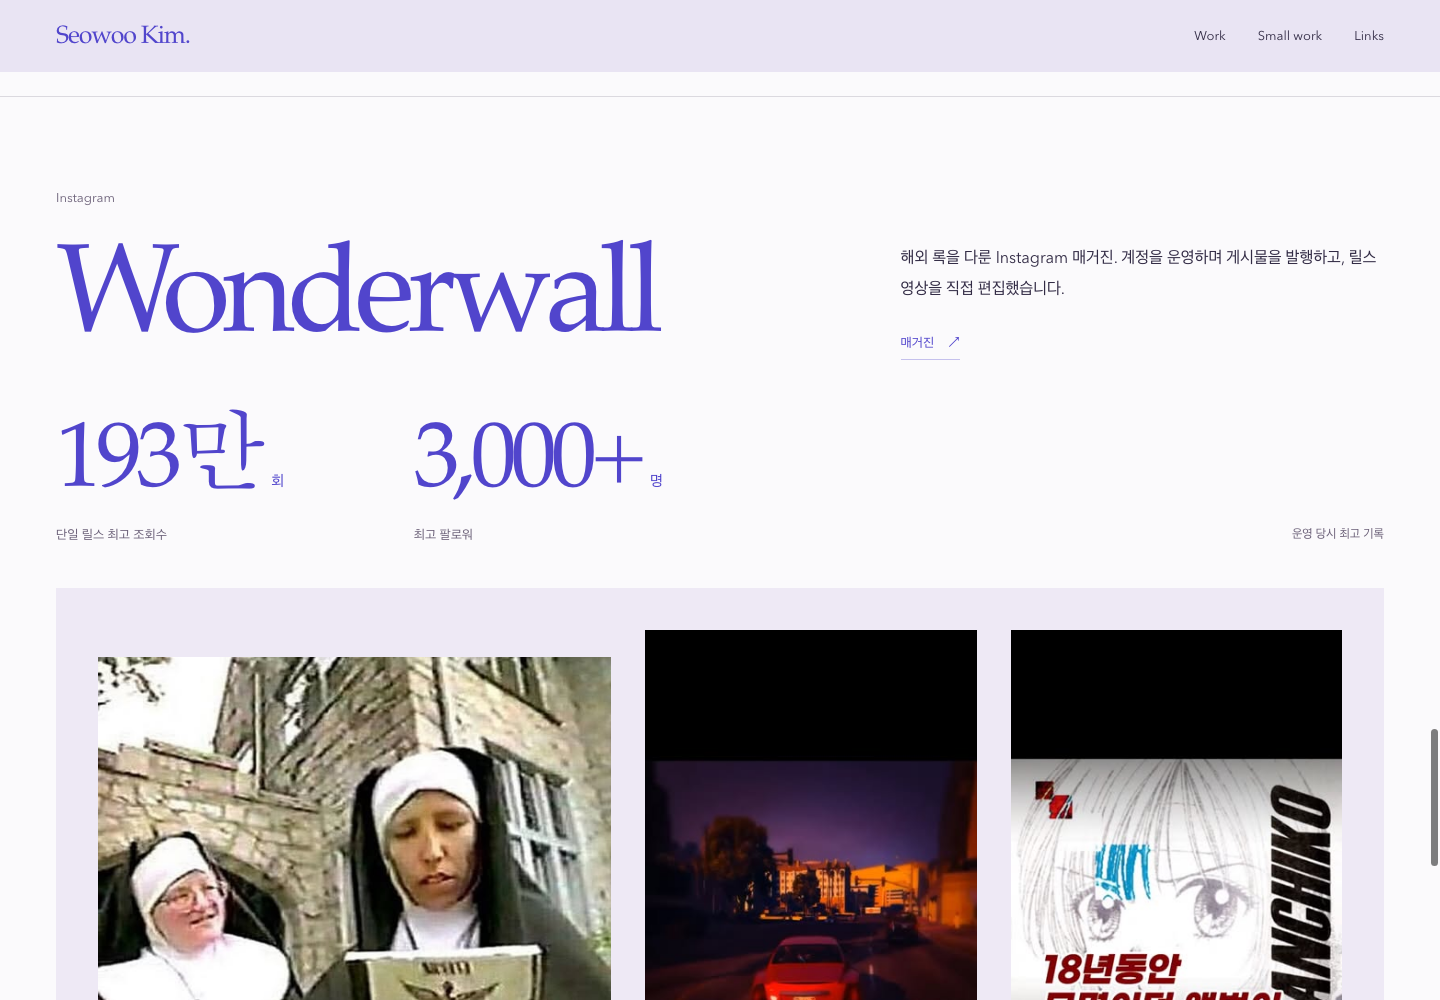 Seowoo Kim.
Work
Small work
Links
Instagram
Wonderwall
해외 록을 다룬 Instagram 매거진. 계정을 운영하며 게시물을 발행하고, 릴스
영상을 직접 편집했습니다.
매거진 ↗
193만 회
3,000+ 명
단일 릴스 최고 조회수
최고 팔로워
운영 당시 최고 기록
18년동안